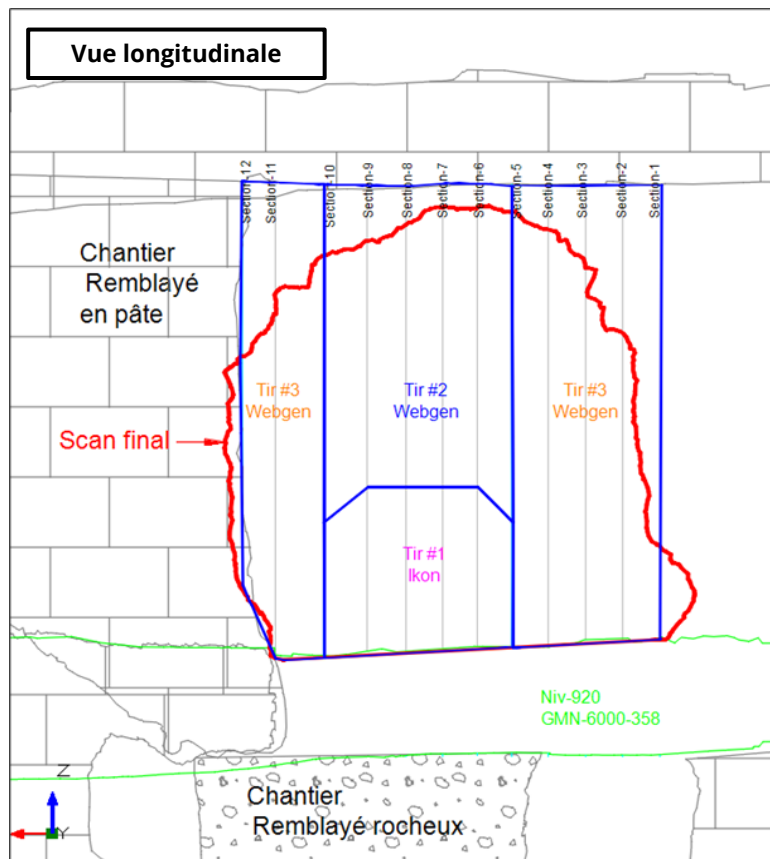 Vue longitudinale
Section-12
Section-11
Section-10
Section-9
Section-8
Section-7
Section-6
Section-5
Section-4
Section-3
Section-2
Section-1
Chantier
Remblayé
en pâte
Tir #3
Webgen
Tir #2
Webgen
Tir #3
Webgen
Scan final
Tir #1
Ikon
Niv-920
GMN-6000-358
Z
Y
Chantier
Remblayé rocheux